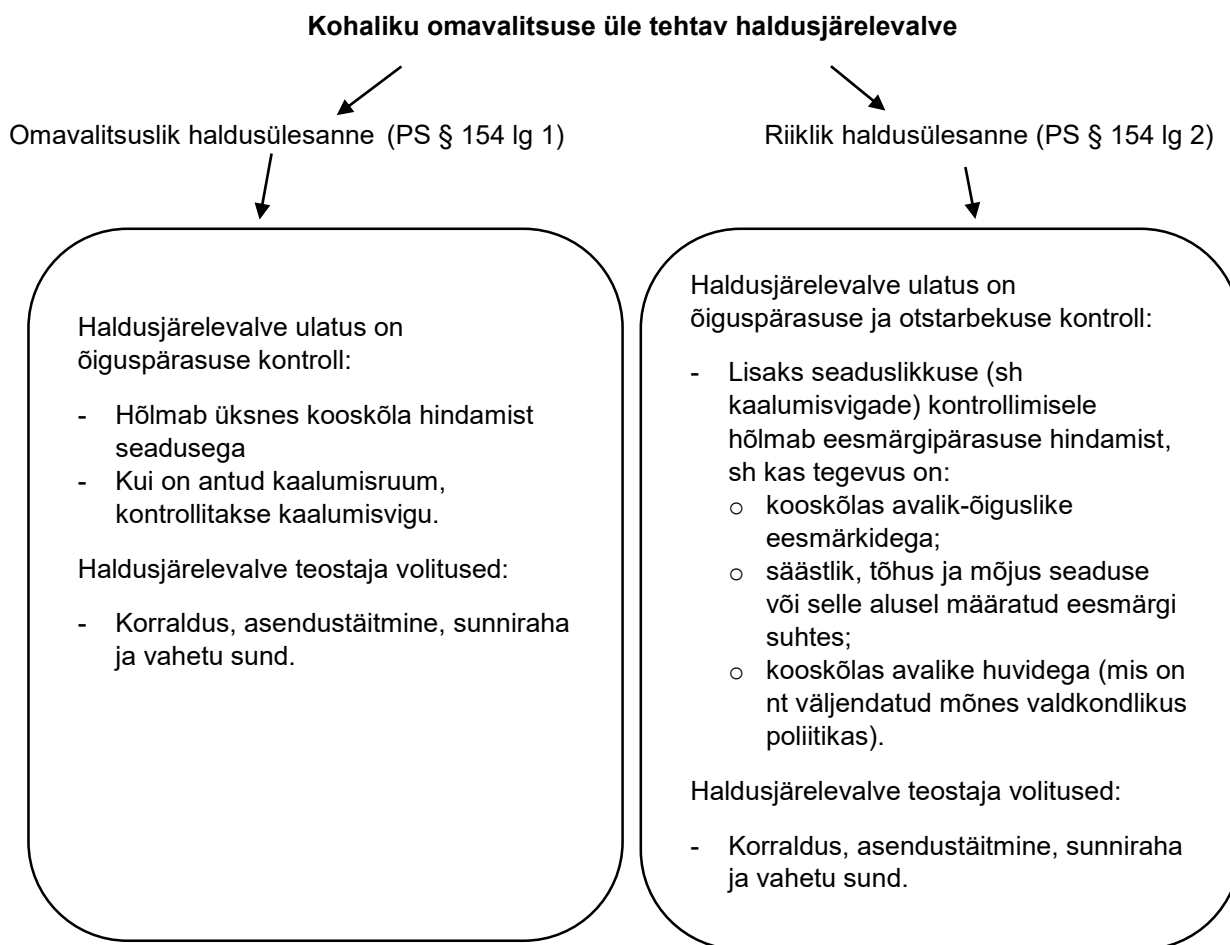 Kohaliku omavalitsuse üle tehtav haldusjärelevalve
Omavalitsuslik haldusülesanne (PS § 154 lg 1)
Riiklik haldusülesanne (PS § 154 lg 2)
Haldusjärelevalve ulatus on
õiguspärasuse kontroll:
- Hõlmab üksnes kooskõla hindamist
seadusega
- Kui on antud kaalumisruum,
kontrollitakse kaalumisvigu.
Haldusjärelevalve teostaja volitused:
- Korraldus, asendustäitmine, sunniraha
ja vahetu sund.
Haldusjärelevalve ulatus on
õiguspärasuse ja otstarbekuse kontroll:
- Lisaks seaduslikkuse (sh
kaalumisvigade) kontrollimisele
hõlmab eesmärgipärasuse hindamist,
sh kas tegevus on:
o kooskõlas avalik-õiguslike
eesmärkidega;
o säästlik, tõhus ja mõjus seaduse
või selle alusel määratud eesmärgi
suhtes;
o kooskõlas avalike huvidega (mis on
nt väljendatud mõnes valdkondlikus
poliitikas).
Haldusjärelevalve teostaja volitused:
- Korraldus, asendustäitmine, sunniraha
ja vahetu sund.